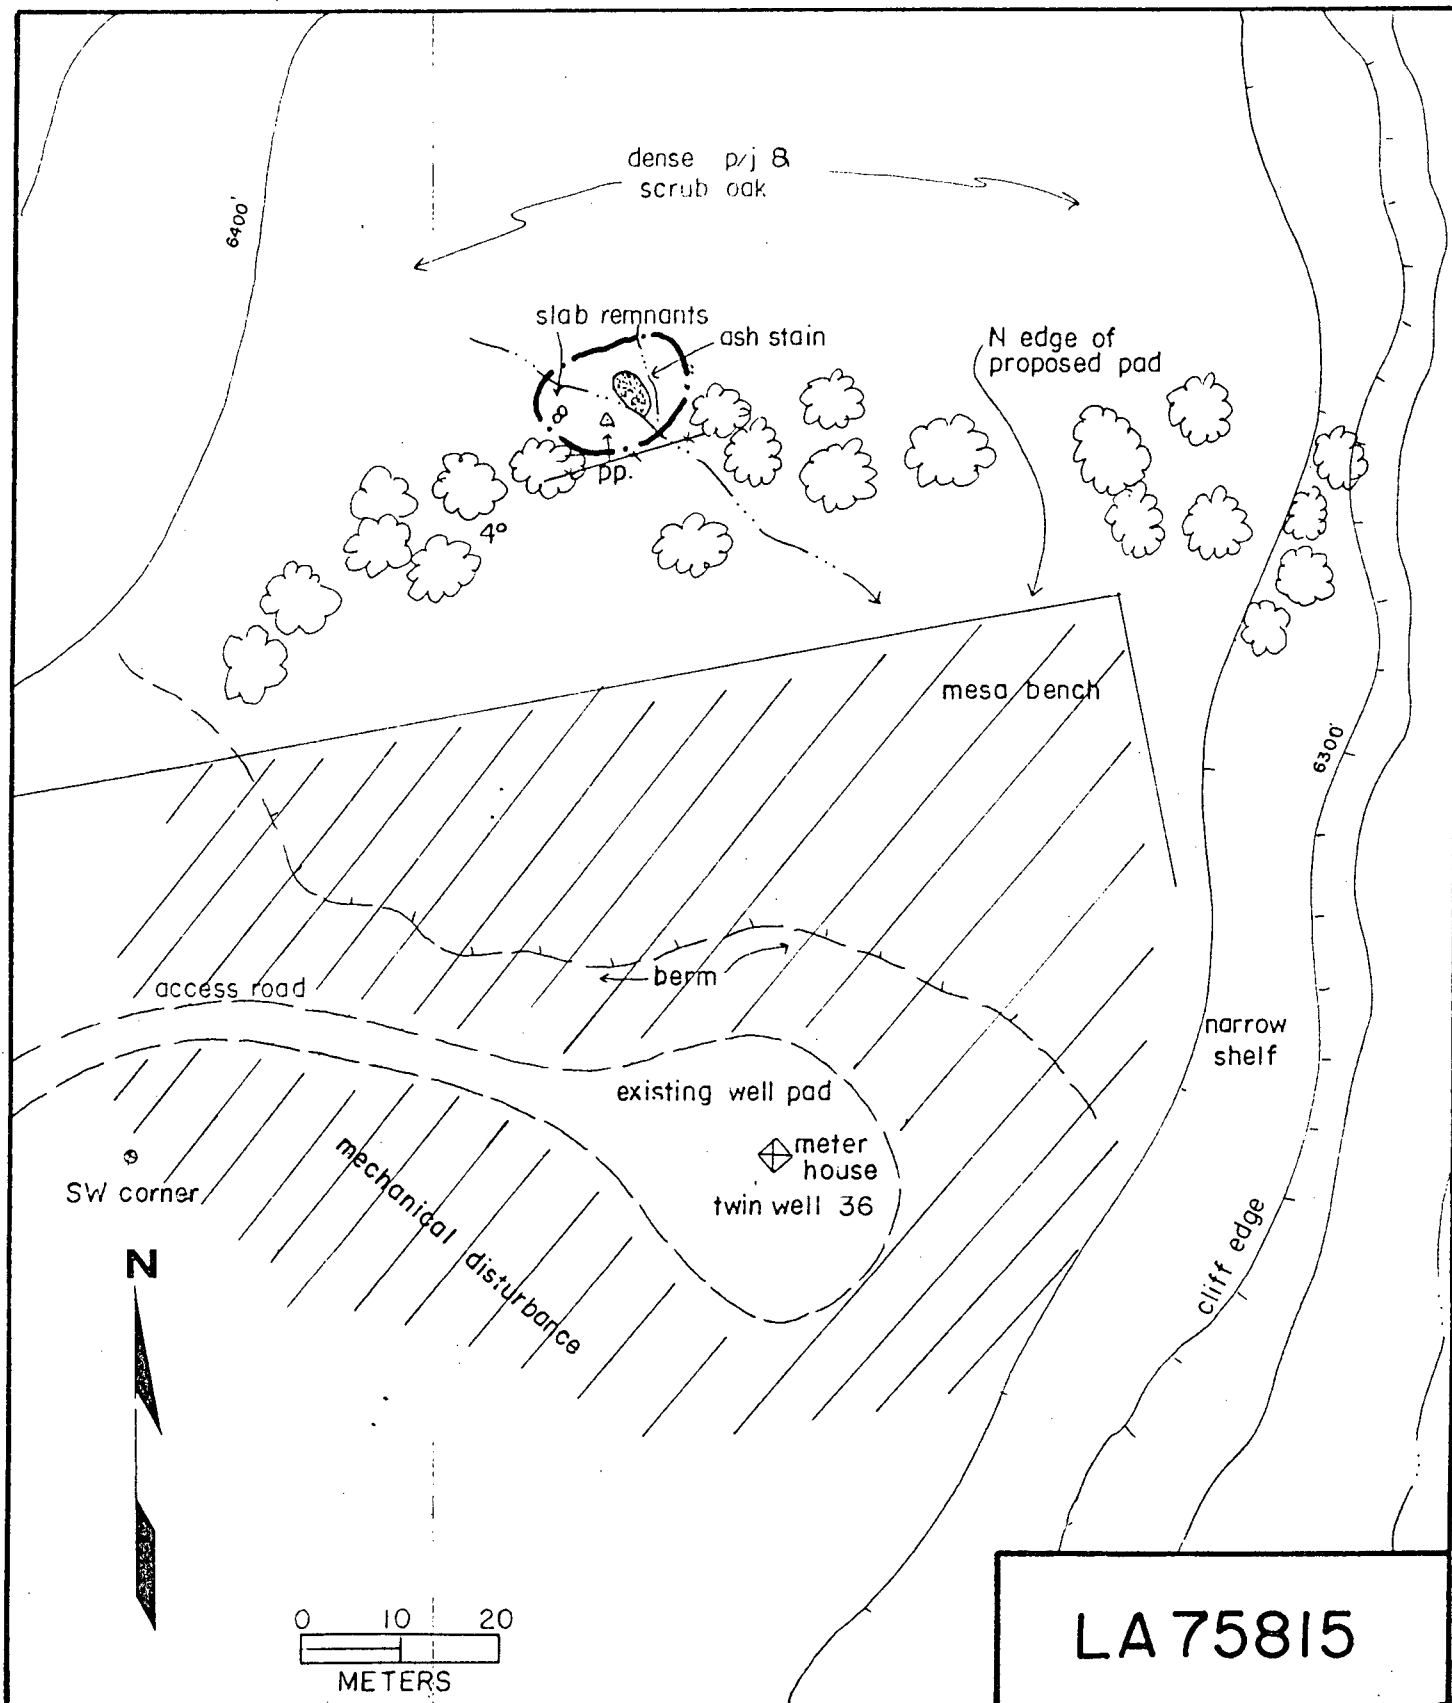 dense p/j &
scrub oak
6400'
slab remnants
ash stain
N edge of
proposed pad
pp.
4°
mesa bench
6300'
berm
access road
narrow
shelf
existing well pad
meter
house
twin well 36
SW corner
mechanical disturbance
cliff edge
N
0 10 20
METERS
LA 75815